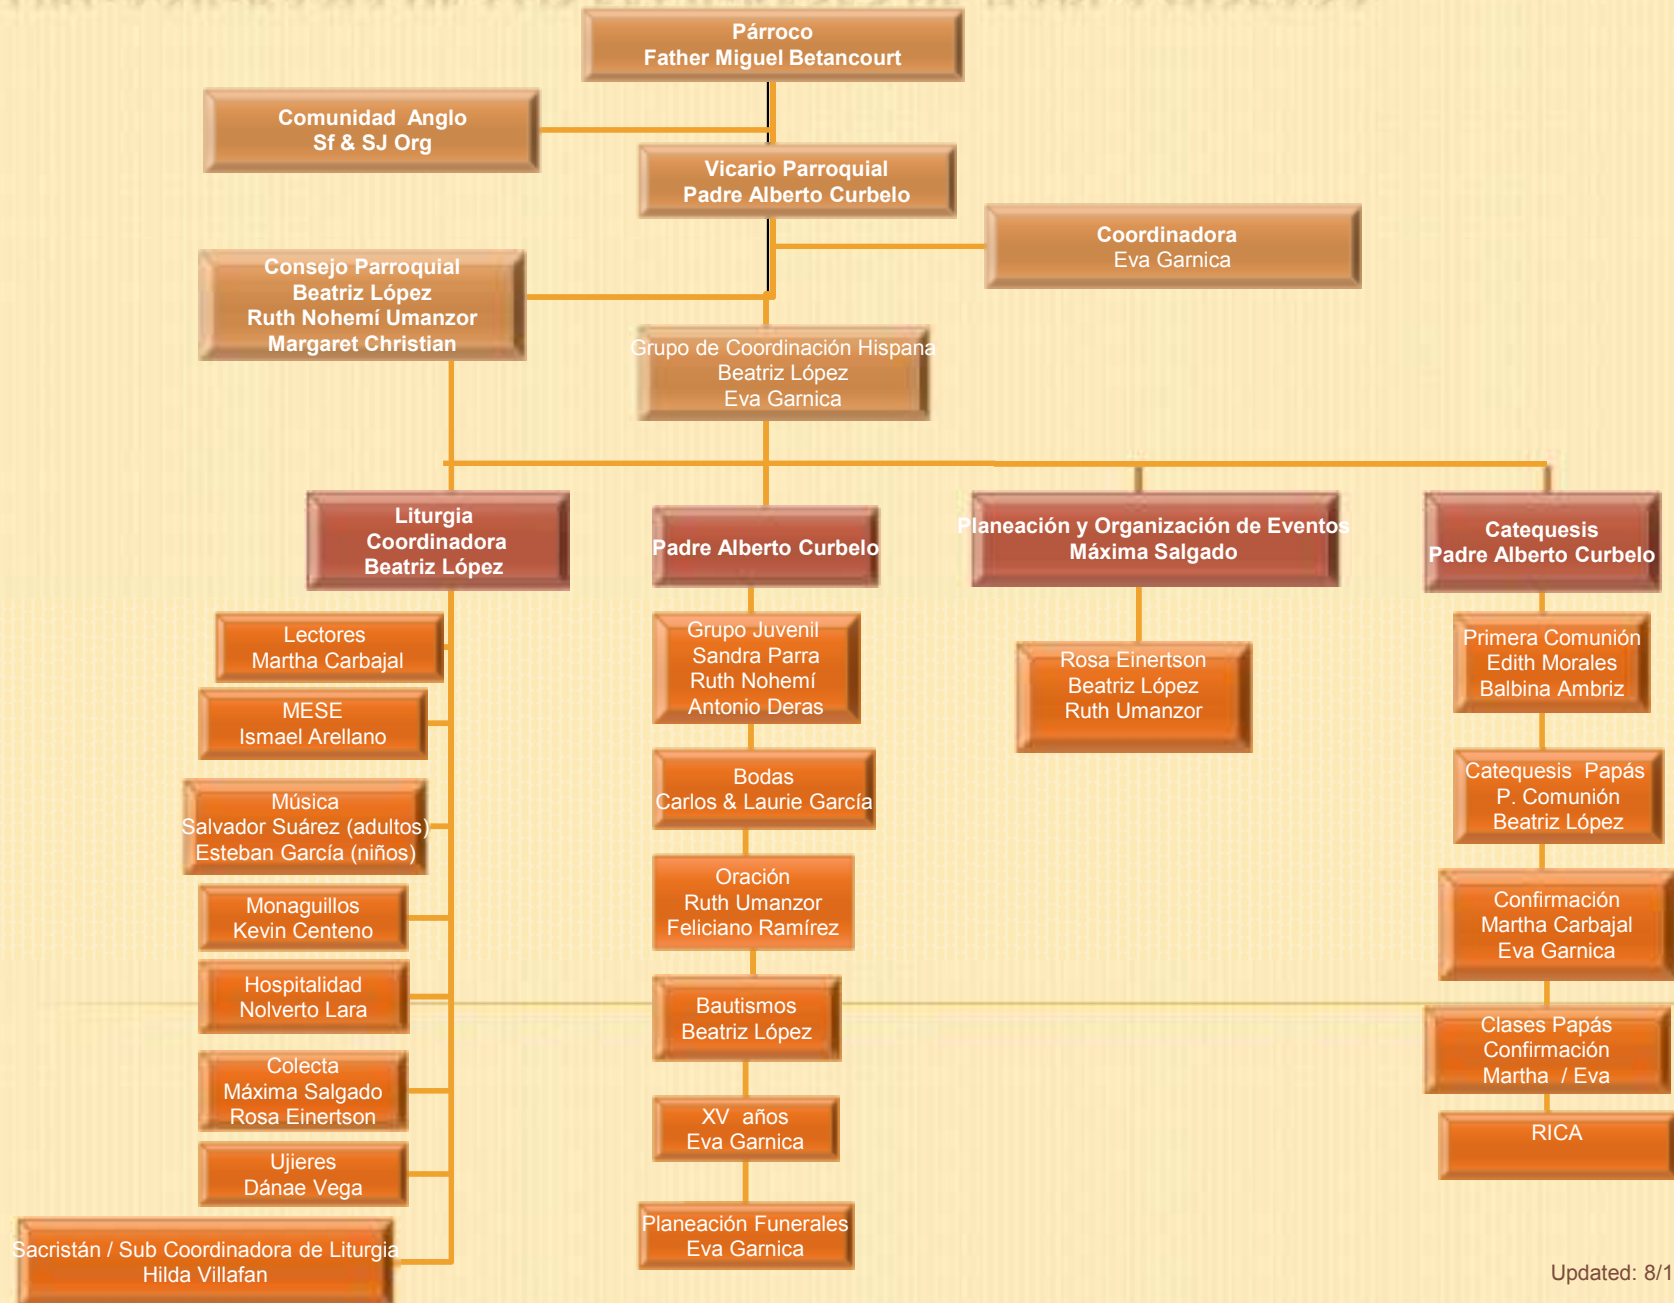 Párroco
Father Miguel Betancourt
Comunidad Anglo
Sf & SJ Org
Vicario Parroquial
Padre Alberto Curbelo
Coordinadora
Eva Garnica
Consejo Parroquial
Beatriz López
Ruth Nohemí Umanzor
Margaret Christian
Grupo de Coordinación Hispana
Beatriz López
Eva Garnica
Liturgia
Coordinadora
Beatriz López
Padre Alberto Curbelo
Planeación y Organización de Eventos
Máxima Salgado
Catequesis
Padre Alberto Curbelo
Lectores
Martha Carbajal
MESE
Ismael Arellano
Música
Salvador Suárez (adultos)
Esteban García (niños)
Monaguillos
Kevin Centeno
Hospitalidad
Nolverto Lara
Colecta
Máxima Salgado
Rosa Einertson
Ujieres
Dánae Vega
Sacristán / Sub Coordinadora de Liturgia
Hilda Villafan
Grupo Juvenil
Sandra Parra
Ruth Nohemí
Antonio Deras
Bodas
Carlos & Laurie García
Oración
Ruth Umanzor
Feliciano Ramírez
Bautismos
Beatriz López
XV años
Eva Garnica
Planeación Funerales
Eva Garnica
Rosa Einertson
Beatriz López
Ruth Umanzor
Primera Comunión
Edith Morales
Balbina Ambriz
Catequesis Papás
P. Comunión
Beatriz López
Confirmación
Martha Carbajal
Eva Garnica
Clases Papás
Confirmación
Martha / Eva
RICA
Updated: 8/1